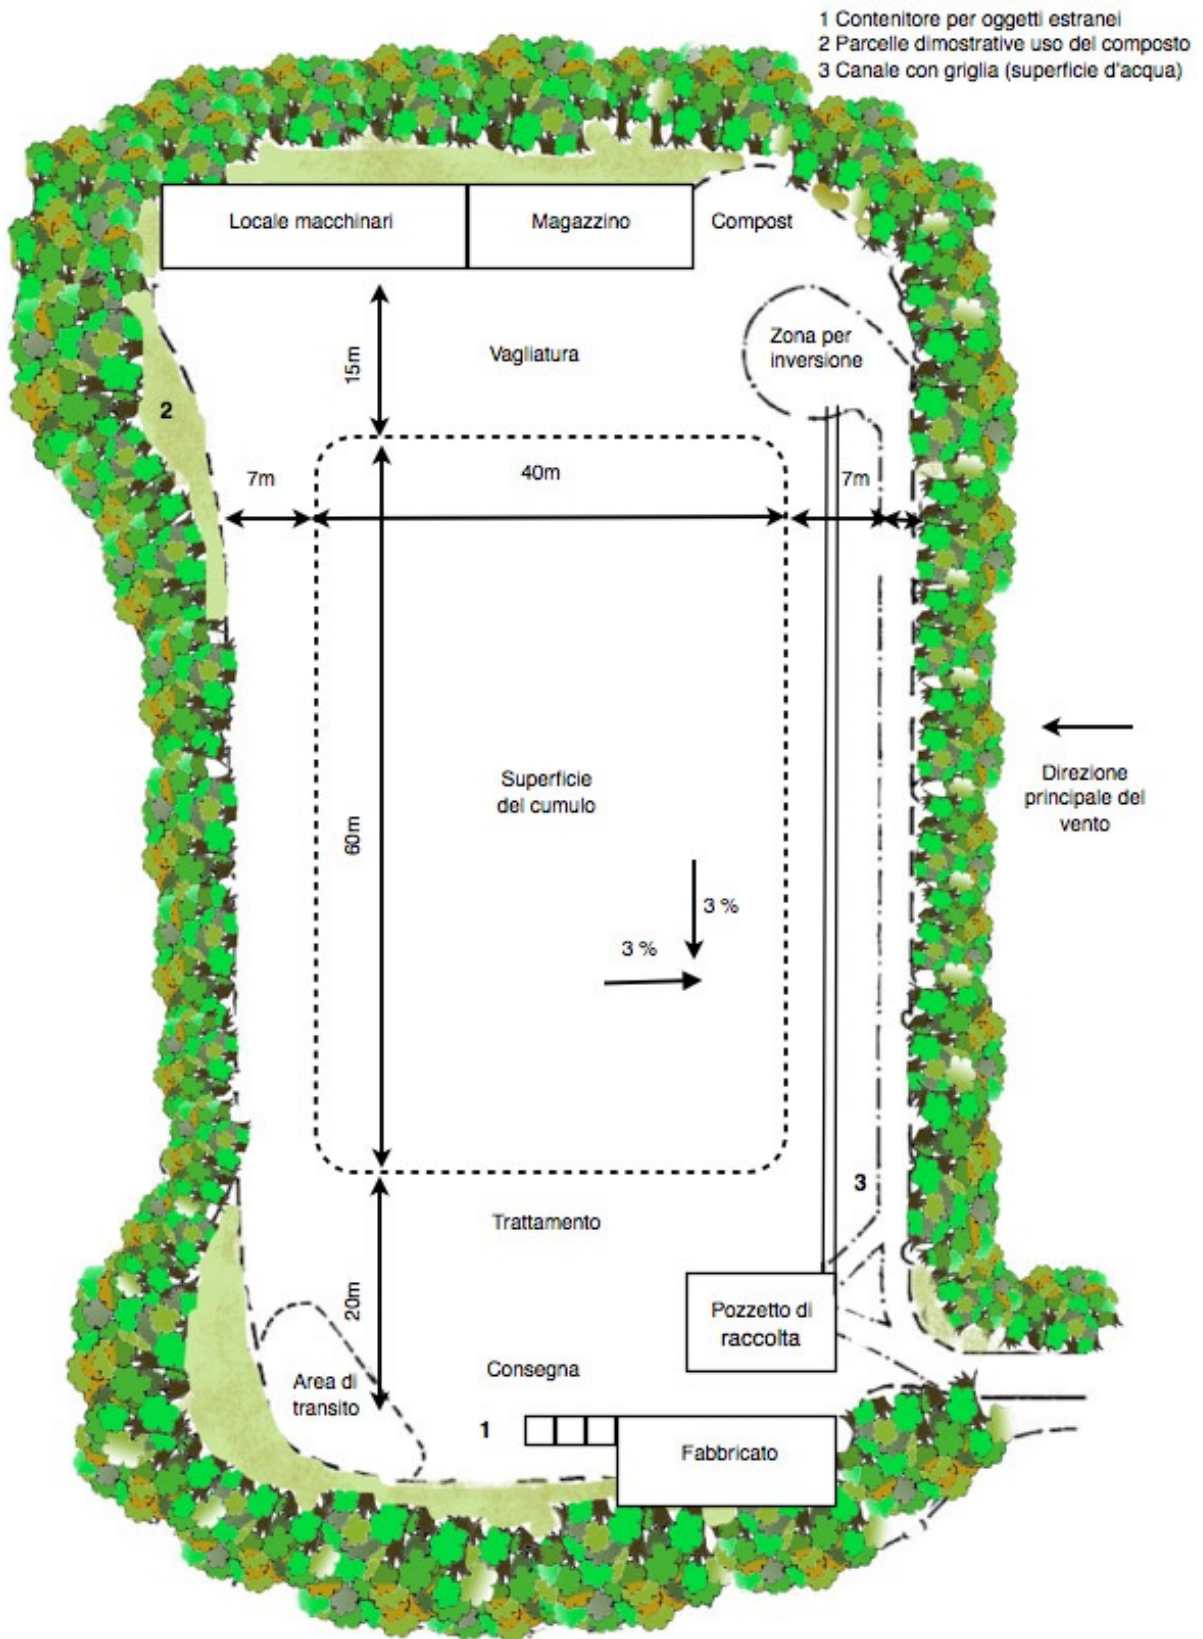 1 Contenitore per oggetti estranei
2 Parcelle dimostrative uso del composto
3 Canale con griglia (superficie d'acqua)
Locale macchinari
Magazzino
Compost
15m
Vagliatura
Zona per
inversione
2
7m
40m
7m
Superficie
del cumulo
60m
Direzione
principale del
vento
3 %
3 %
3
Trattamento
20m
Pozzetto di
raccolta
Consegna
Area di
transito
1
Fabbricato